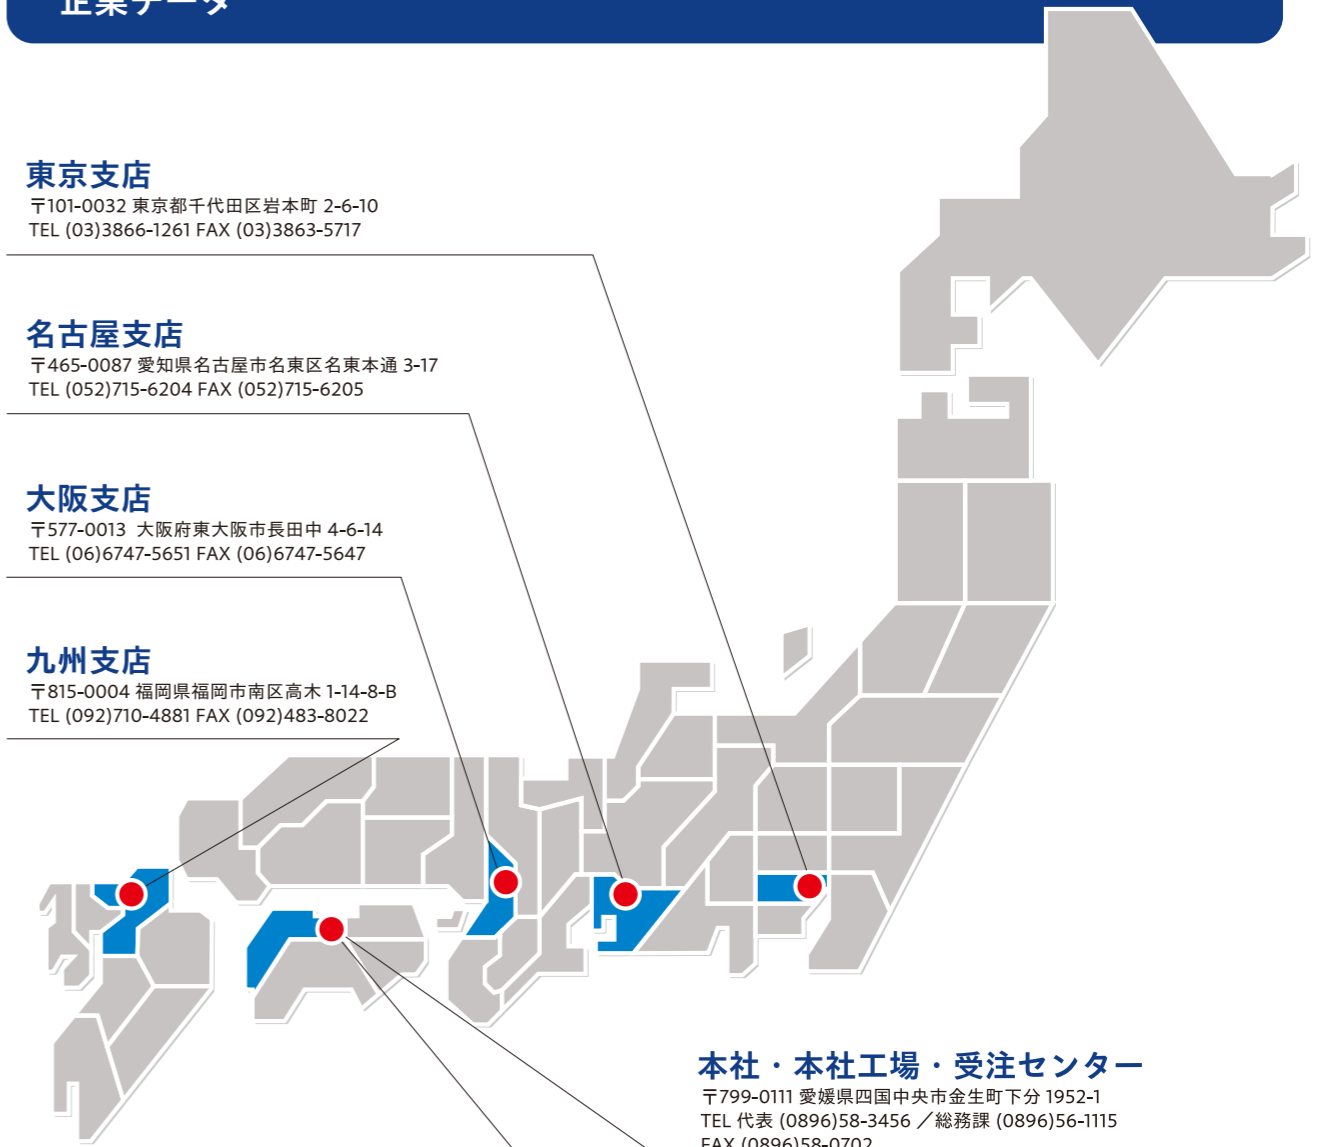 企業データ
東京支店
〒101-0032 東京都千代田区岩本町 2-6-10
TEL (03)3866-1261 FAX (03)3863-5717
名古屋支店
〒465-0087 愛知県名古屋市名東区名東本通 3-17
TEL (052)715-6204 FAX (052)715-6205
大阪支店
〒577-0013 大阪府東大阪市長田中 4-6-14
TEL (06)6747-5651 FAX (06)6747-5647
九州支店
〒815-0004 福岡県福岡市南区高木 1-14-8-B
TEL (092)710-4881 FAX (092)483-8022
本社・本社工場・受注センター
〒799-0111 愛媛県四国中央市金生町下分 1952-1
TEL 代表 (0896)58-3456 ／総務課 (0896)56-1115
FAX (0896)58-0702